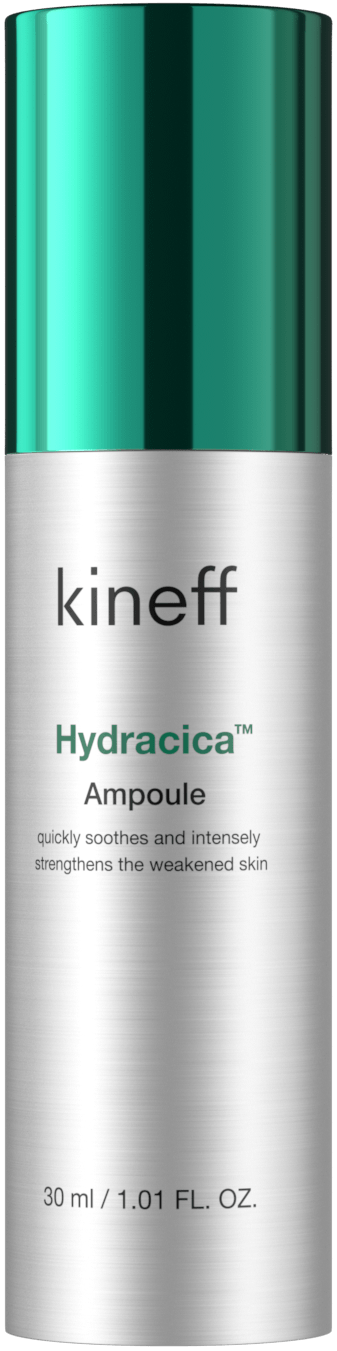 kineff
Hydracica™
Ampoule
quickly soothes and intensely
strengthens the weakened skin
30 ml / 1.01 FL. OZ.